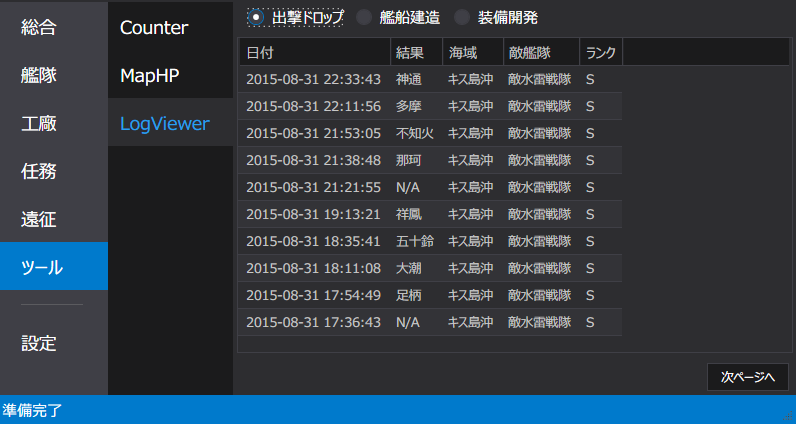 総合
艦隊
工廠
任務
遠征
ツール
設定
Counter
MapHP
LogViewer
出撃ドロップ 艦船建造 装備開発
日付 結果 海域 敵艦隊 ランク
2015-08-31 22:33:43 神通 キス島沖 敵水雷戦隊 S
2015-08-31 22:11:56 多摩 キス島沖 敵水雷戦隊 S
2015-08-31 21:53:05 不知火 キス島沖 敵水雷戦隊 S
2015-08-31 21:38:48 那珂 キス島沖 敵水雷戦隊 S
2015-08-31 21:21:55 N/A キス島沖 敵水雷戦隊 S
2015-08-31 19:13:21 祥鳳 キス島沖 敵水雷戦隊 S
2015-08-31 18:35:41 五十鈴 キス島沖 敵水雷戦隊 S
2015-08-31 18:11:08 大潮 キス島沖 敵水雷戦隊 S
2015-08-31 17:54:49 足柄 キス島沖 敵水雷戦隊 S
2015-08-31 17:36:43 N/A キス島沖 敵水雷戦隊 S
次ページへ
準備完了